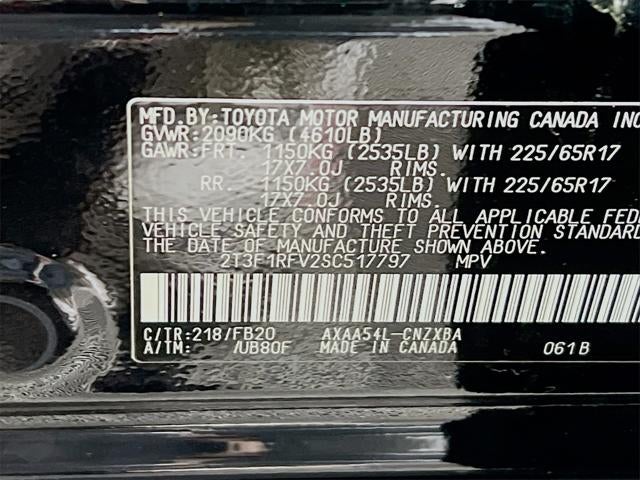 MFD.BY:TOYOTA MOTOR MANUFACTURING CANADA INC
GVWR:2090KG (4610LB)
GAWR:FRT. 1150KG (2535LB) WITH 225/65R17
17X7.0J RIMS.
RR. 1150KG (2535LB) WITH 225/65R17
17X7.0J RIMS.
THIS VEHICLE CONFORMS TO ALL APPLICABLE FED
VEHICLE SAFETY AND THEFT PREVENTION STANDARD
THE DATE OF MANUFACTURE SHOWN ABOVE.
2T3F1RFV2SC517797 MPV
C/TR:218/FB20 AXAA54L-CNZXBA
A/TM: /UB80F MADE IN CANADA 061B